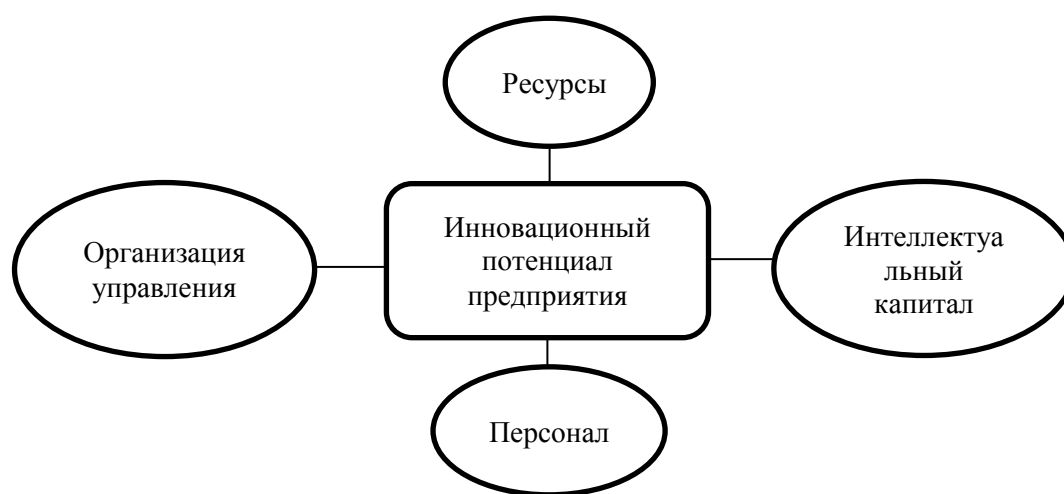 Ресурсы
Организация
управления
Инновационный
потенциал
предприятия
Интеллектуа
льный
капитал
Персонал